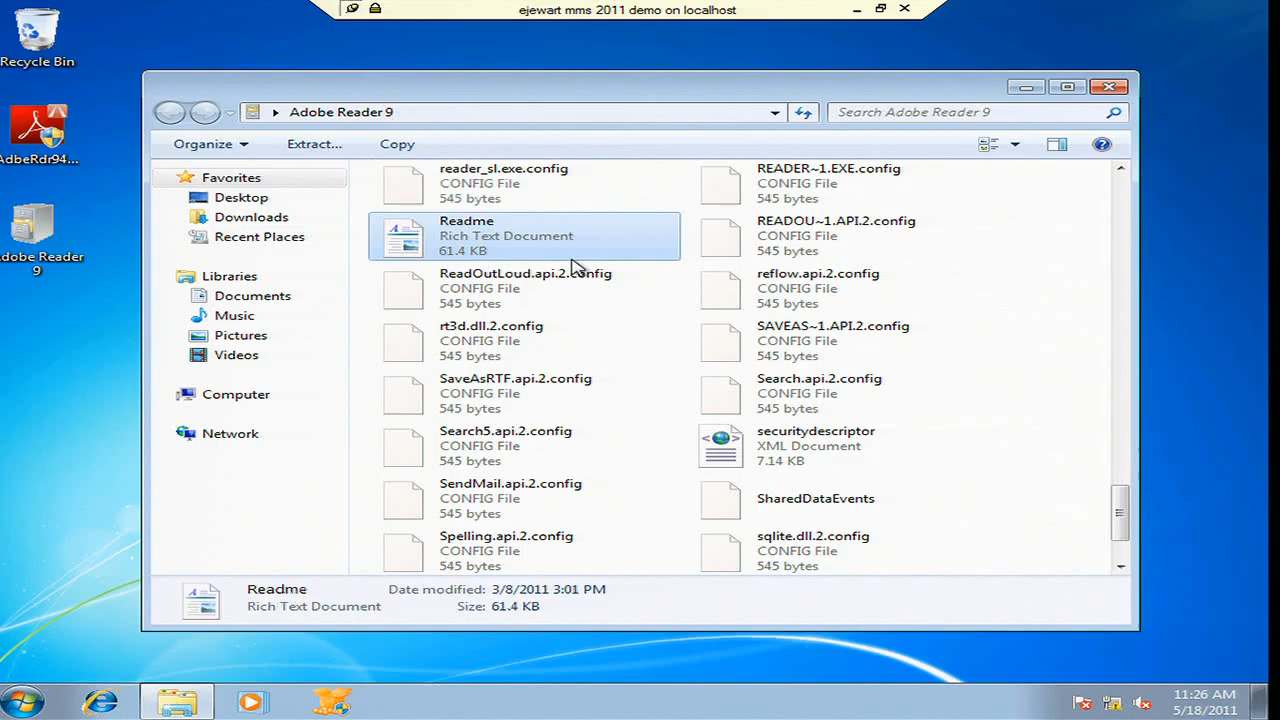 ejewart mms 2011 demo on localhost
Recycle Bin
AdbeRdr94...
Adobe Reader
9
Adobe Reader 9
Search Adobe Reader 9
Organize
Extract...
Copy
Favorites
Desktop
Downloads
Recent Places
Libraries
Documents
Music
Pictures
Videos
Computer
Network
reader_sl.exe.config
CONFIG File
545 bytes
READER~1.EXE.config
CONFIG File
545 bytes
Readme
Rich Text Document
61.4 KB
READOU~1.API.2.config
CONFIG File
545 bytes
ReadOutLoud.api.2.config
CONFIG File
545 bytes
reflow.api.2.config
CONFIG File
545 bytes
rt3d.dll.2.config
CONFIG File
545 bytes
SAVEAS~1.API.2.config
CONFIG File
545 bytes
SaveAsRTF.api.2.config
CONFIG File
545 bytes
Search.api.2.config
CONFIG File
545 bytes
Search5.api.2.config
CONFIG File
545 bytes
securitydescriptor
XML Document
7.14 KB
SendMail.api.2.config
CONFIG File
545 bytes
SharedDataEvents
Spelling.api.2.config
CONFIG File
545 bytes
sqlite.dll.2.config
CONFIG File
545 bytes
Readme
Rich Text Document
Date modified: 3/8/2011 3:01 PM
Size: 61.4 KB
11:26 AM
5/18/2011